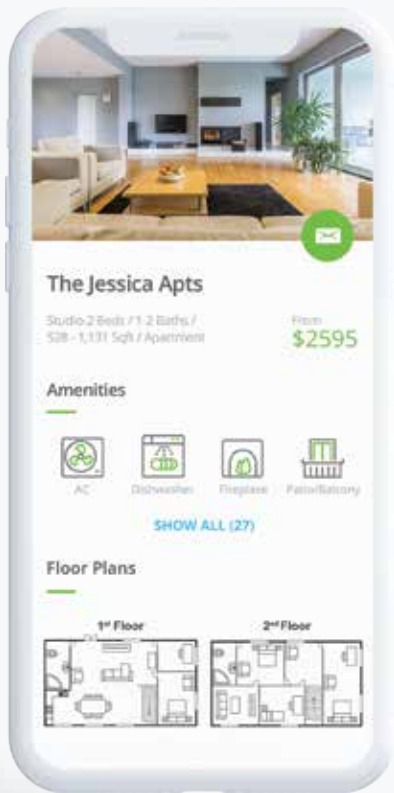 The Jessica Apts
Studio-2 Beds / 1-2 Baths /
528 - 1,131 Sqft / Apartment
From
$2595
Amenities
AC
Dishwasher
Fireplace
Patio/Balcony
SHOW ALL (27)
Floor Plans
1st Floor
2nd Floor